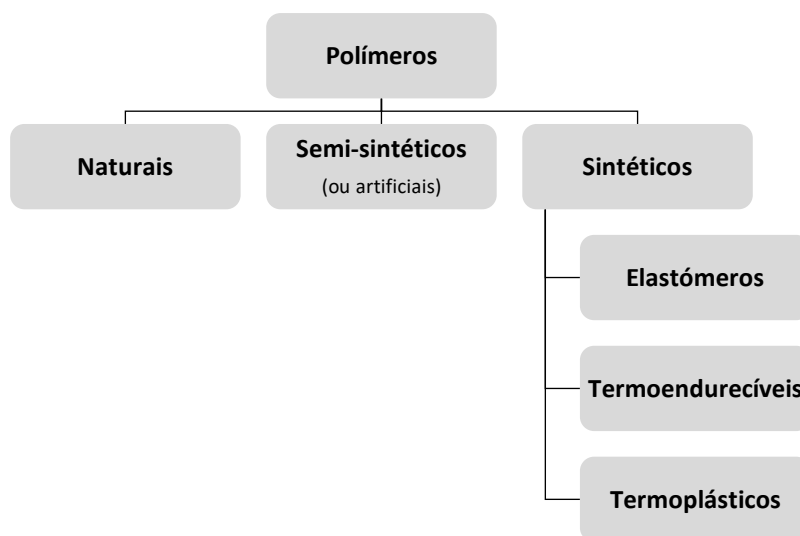 Polímeros
Naturais
Semi-sintéticos
(ou artificiais)
Sintéticos
Elastómeros
Termoendurecíveis
Termoplásticos